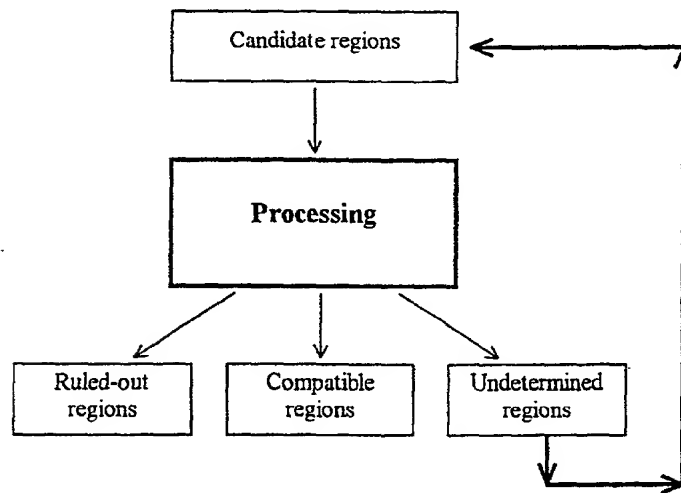 Candidate regions
Processing
Ruled-out
regions
Compatible
regions
Undetermined
regions